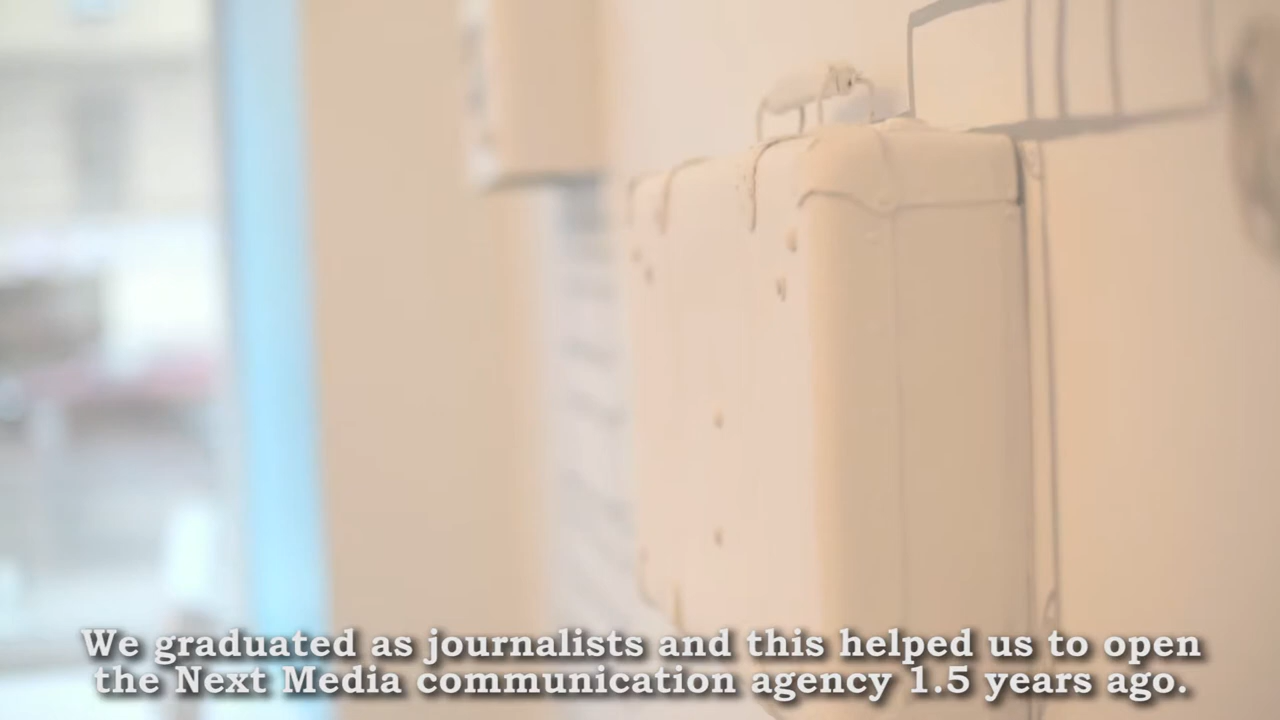 We graduated as journalists and this helped us to open
the Next Media communication agency 1.5 years ago.